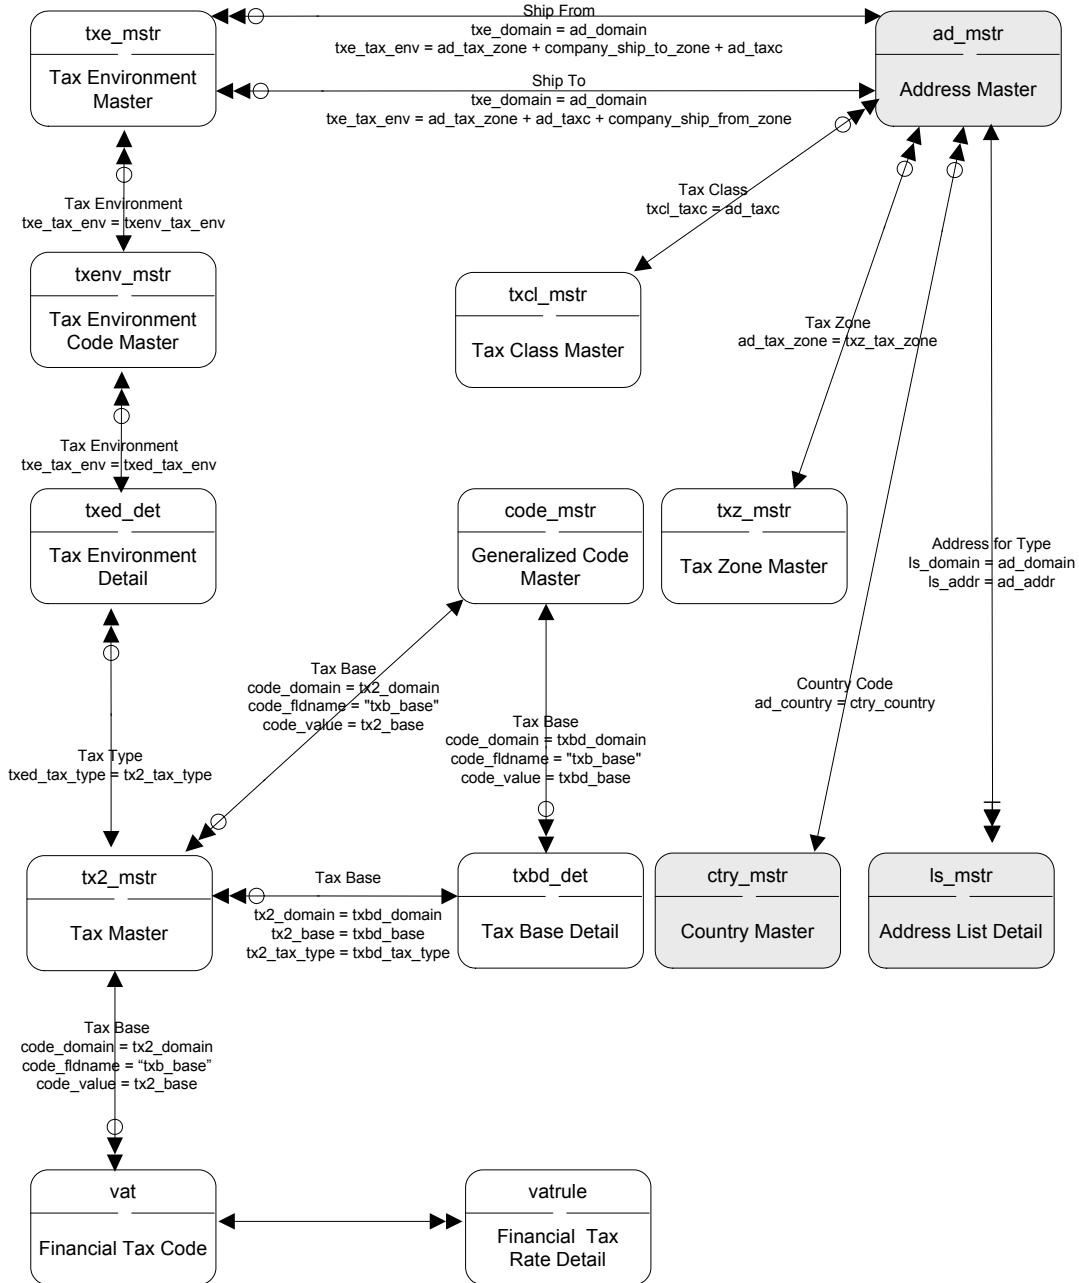 Ship From
txe_domain = ad_domain
txe_tax_env = ad_tax_zone + company_ship_to_zone + ad_taxc
txe_mstr
Tax Environment
Master
ad_mstr
Address Master
Ship To
txe_domain = ad_domain
txe_tax_env = ad_tax_zone + ad_taxc + company_ship_from_zone
Tax Environment
txe_tax_env = txenv_tax_env
Tax Class
txcl_taxc = ad_taxc
txenv_mstr
Tax Environment
Code Master
txcl_mstr
Tax Class Master
Tax Zone
ad_tax_zone = txz_tax_zone
Tax Environment
txe_tax_env = txed_tax_env
txed_det
Tax Environment
Detail
code_mstr
Generalized Code
Master
txz_mstr
Tax Zone Master
Address for Type
ls_domain = ad_domain
ls_addr = ad_addr
Tax Base
code_domain = tx2_domain
code_fldname = "txb_base"
code_value = tx2_base
Country Code
ad_country = ctry_country
Tax Base
code_domain = txbd_domain
code_fldname = "txb_base"
code_value = txbd_base
Tax Type
txed_tax_type = tx2_tax_type
tx2_mstr
Tax Master
Tax Base
tx2_domain = txbd_domain
tx2_base = txbd_base
tx2_tax_type = txbd_tax_type
txbd_det
Tax Base Detail
ctry_mstr
Country Master
ls_mstr
Address List Detail
Tax Base
code_domain = tx2_domain
code_fldname = “txb_base”
code_value = tx2_base
vat
Financial Tax Code
vatrule
Financial Tax
Rate Detail